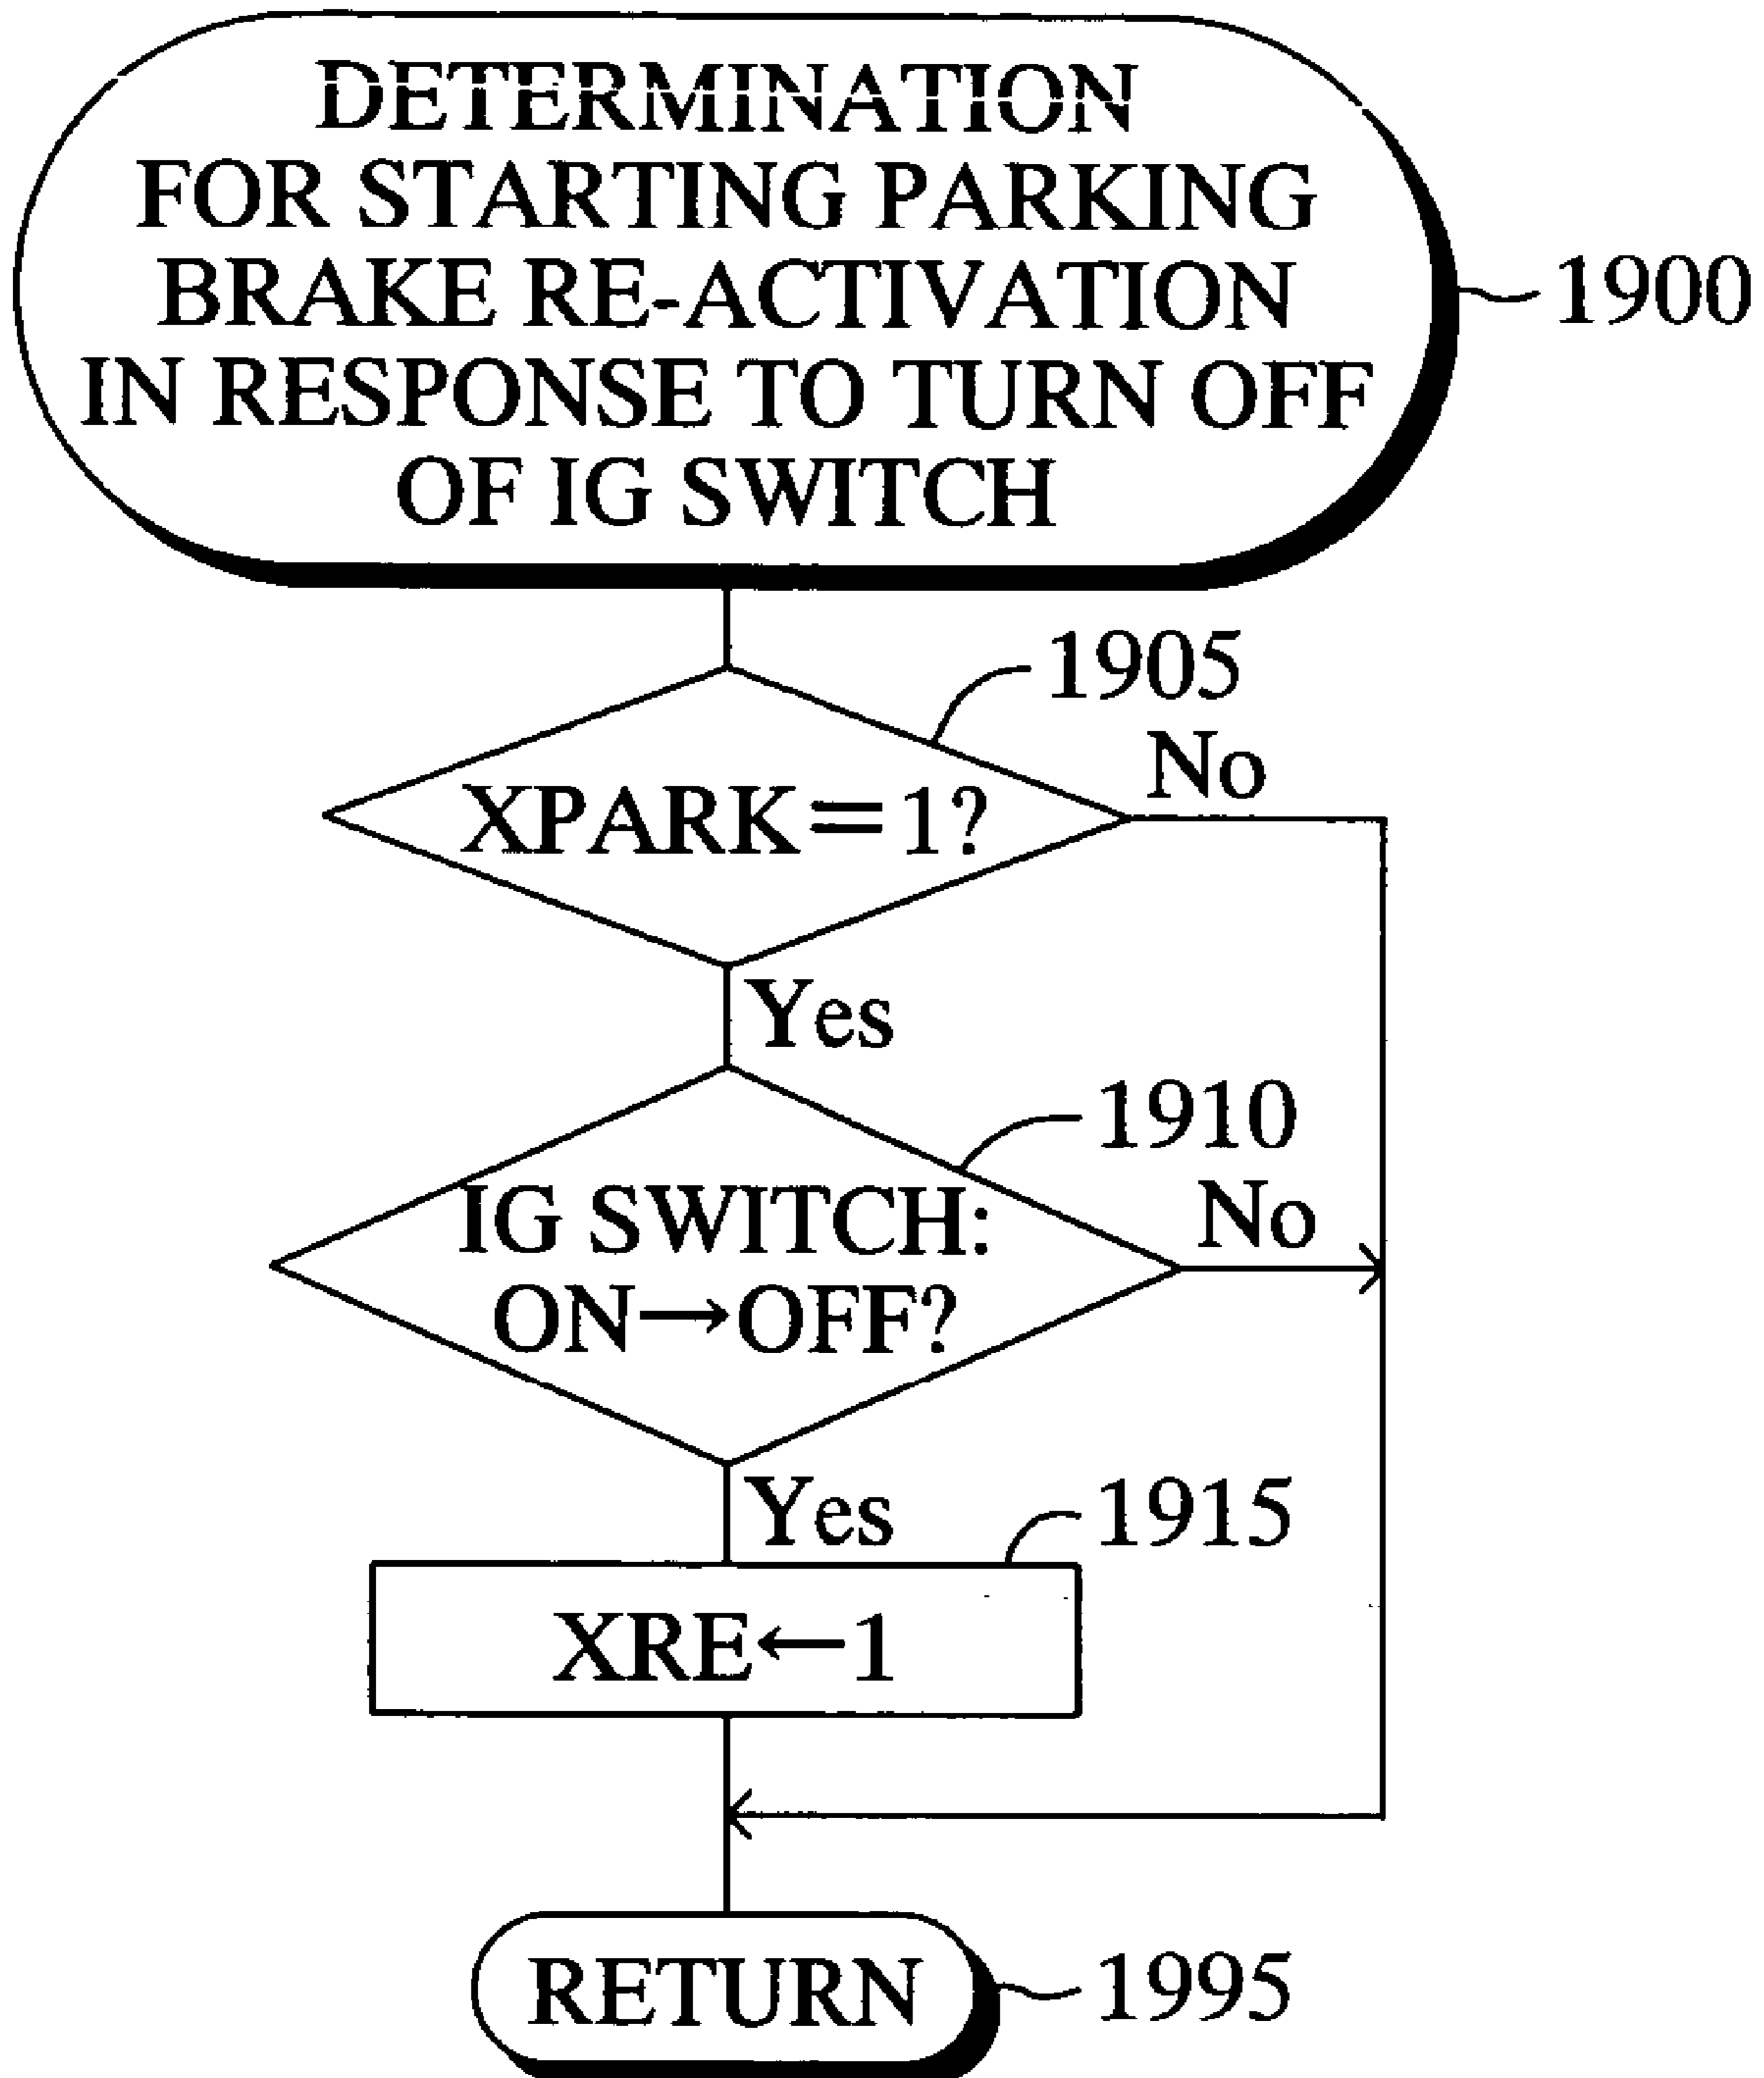 DETERMINATION
FOR STARTING PARKING
BRAKE RE-ACTIVATION
IN RESPONSE TO TURN OFF
OF IG SWITCH
1900
1905
XPARK=1?
No
Yes
1910
IG SWITCH:
ON→OFF?
No
Yes
1915
XRE←1
RETURN
1995